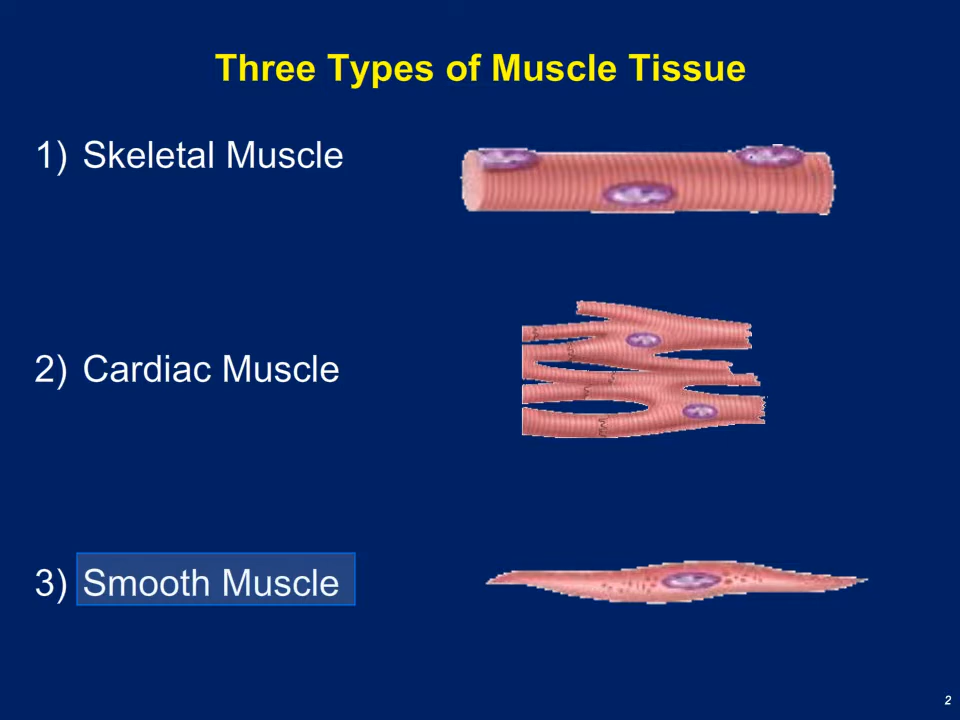 Three Types of Muscle Tissue
1) Skeletal Muscle
2) Cardiac Muscle
3) Smooth Muscle
2